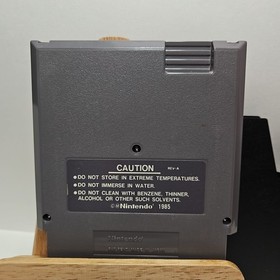 CAUTION REV-A
• DO NOT STORE IN EXTREME TEMPERATURES.
• DO NOT IMMERSE IN WATER.
• DO NOT CLEAN WITH BENZENE, THINNER,
ALCOHOL OR OTHER SUCH SOLVENTS.
©®Nintendo® 1985
Nintendo